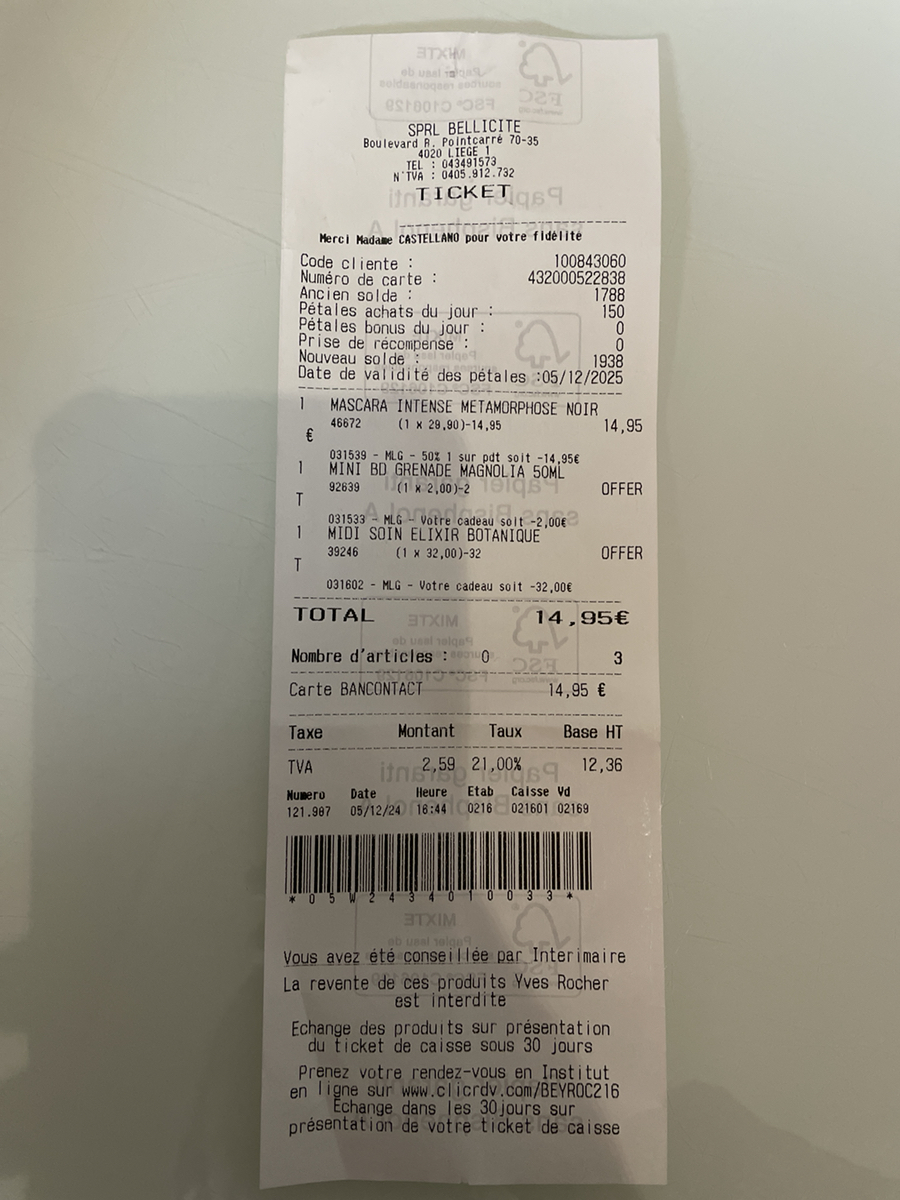 SPRL BELLICITE
Boulevard R. Pointcarré 70-35
4020 LIEGE 1
TEL : 043491573
N°TVA : 0405.912.732
TICKET
Merci Madame CASTELLANO pour votre fidélité
Code cliente : 100843060
Numéro de carte : 432000522838
Ancien solde : 1788
Pétales achats du jour : 150
Pétales bonus du jour : 0
Prise de récompense : 0
Nouveau solde : 1938
Date de validité des pétales :05/12/2025
1 MASCARA INTENSE METAMORPHOSE NOIR
46672 (1 x 29,90)-14,95 14,95
€
031539 - MLG - 50% 1 sur pdt soit -14,95€
1 MINI BD GRENADE MAGNOLIA 50ML
92639 (1 x 2,00)-2 OFFER
T
031533 - MLG - Votre cadeau soit -2,00€
1 MIDI SOIN ELIXIR BOTANIQUE
39246 (1 x 32,00)-32 OFFER
T
031602 - MLG - Votre cadeau soit -32,00€
TOTAL 14,95€
Nombre d'articles : 0 3
Carte BANCONTACT 14,95 €
Taxe Montant Taux Base HT
TVA 2,59 21,00% 12,36
Numero Date Heure Etab Caisse Vd
121.987 05/12/24 16:44 0216 021601 02169
* 0 5 W 2 4 3 4 0 1 0 0 3 3 *
Vous avez été conseillée par Interimaire
La revente de ces produits Yves Rocher
est interdite
Echange des produits sur présentation
du ticket de caisse sous 30 jours
Prenez votre rendez-vous en Institut
en ligne sur www.clicrdv.com/BEYROC216
Echange dans les 30jours sur
présentation de votre ticket de caisse